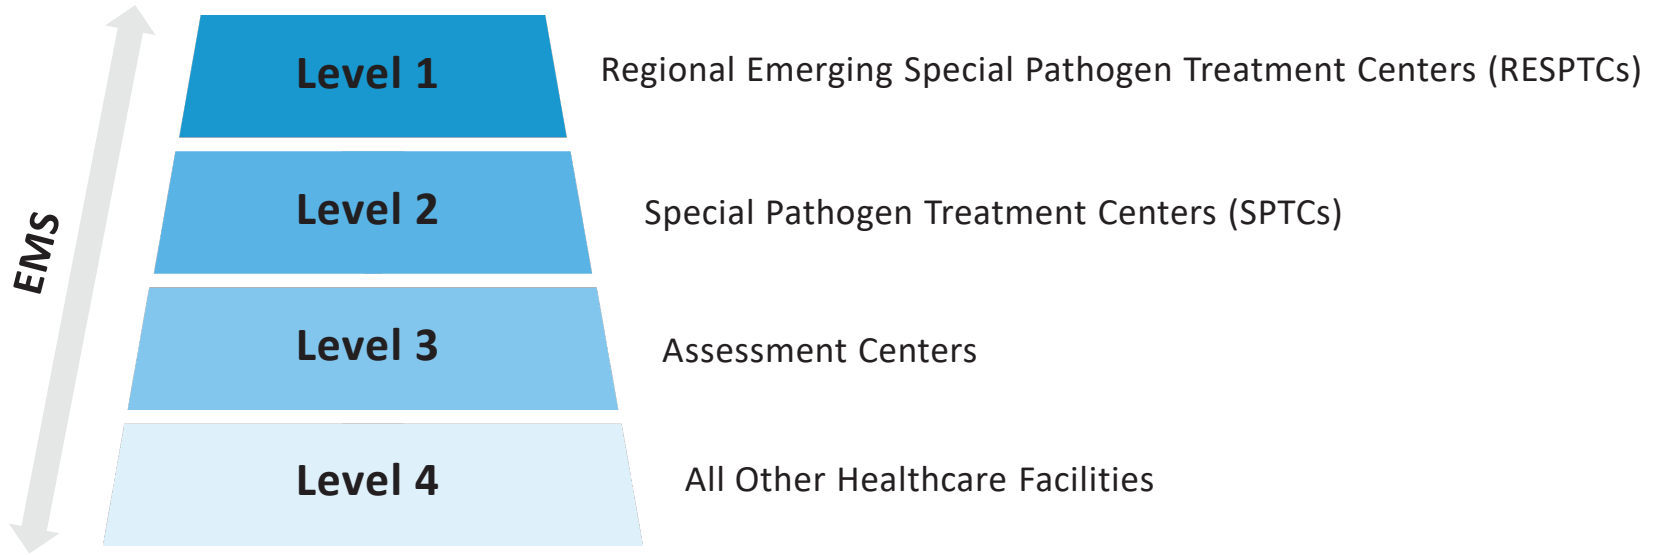 Level 1
Regional Emerging Special Pathogen Treatment Centers (RESPTCs)
Level 2
Special Pathogen Treatment Centers (SPTCs)
EMS
Level 3
Assessment Centers
Level 4
All Other Healthcare Facilities